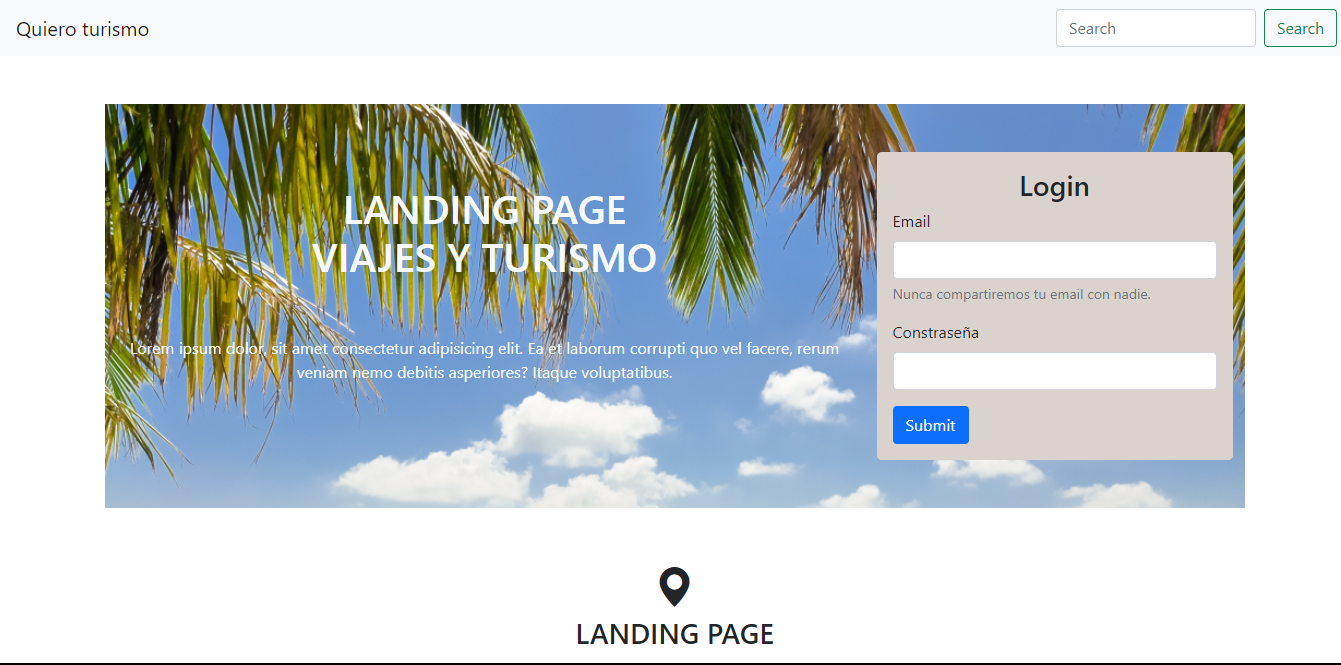 Quiero turismo
Search
Search
LANDING PAGE
VIAJES Y TURISMO
Lorem ipsum dolor, sit amet consectetur adipisicing elit. Ea et laborum corrupti quo vel facere, rerum
veniam nemo debitis asperiores? Itaque voluptatibus.
Login
Email
Nunca compartiremos tu email con nadie.
Constraseña
Submit
LANDING PAGE